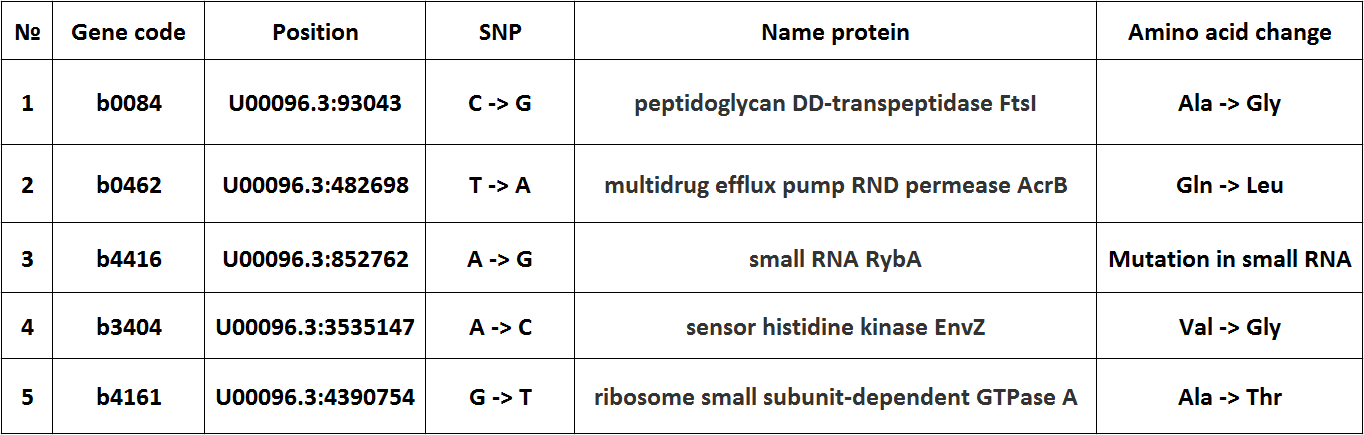 № Gene code Position SNP Name protein Amino acid change
1 b0084 U00096.3:93043 C -> G peptidoglycan DD-transpeptidase FtsI Ala -> Gly
2 b0462 U00096.3:482698 T -> A multidrug efflux pump RND permease AcrB Gln -> Leu
3 b4416 U00096.3:852762 A -> G small RNA RybA Mutation in small RNA
4 b3404 U00096.3:3535147 A -> C sensor histidine kinase EnvZ Val -> Gly
5 b4161 U00096.3:4390754 G -> T ribosome small subunit-dependent GTPase A Ala -> Thr